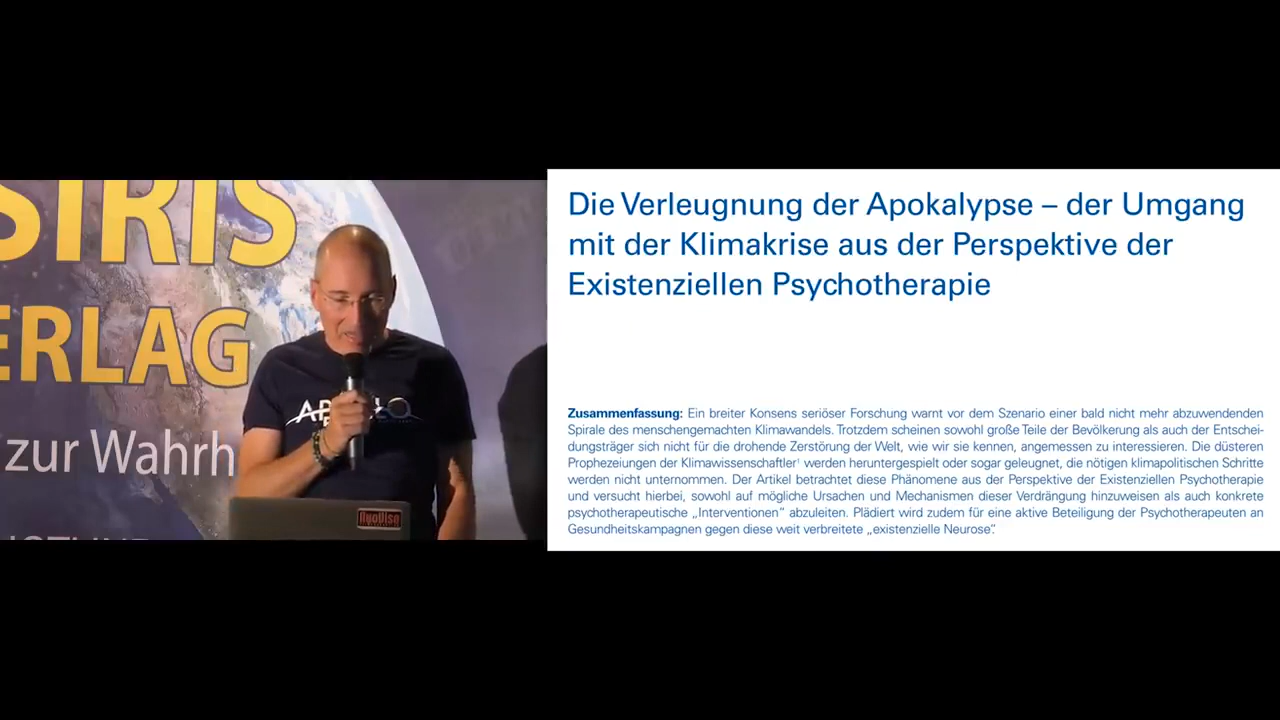 STRIS
ERLAG
zur Wahrh
Die Verleugnung der Apokalypse – der Umgang
mit der Klimakrise aus der Perspektive der
Existenziellen Psychotherapie
Zusammenfassung: Ein breiter Konsens seriöser Forschung warnt vor dem Szenario einer bald nicht mehr abzuwendenden
Spirale des menschengemachten Klimawandels. Trotzdem scheinen sowohl große Teile der Bevölkerung als auch der Entschei-
dungsträger sich nicht für die drohende Zerstörung der Welt, wie wir sie kennen, angemessen zu interessieren. Die düsteren
Prophezeiungen der Klimawissenschaftler¹ werden heruntergespielt oder sogar geleugnet, die nötigen klimapolitischen Schritte
werden nicht unternommen. Der Artikel betrachtet diese Phänomene aus der Perspektive der Existenziellen Psychotherapie
und versucht hierbei, sowohl auf mögliche Ursachen und Mechanismen dieser Verdrängung hinzuweisen als auch konkrete
psychotherapeutische „Interventionen“ abzuleiten. Plädiert wird zudem für eine aktive Beteiligung der Psychotherapeuten an
Gesundheitskampagnen gegen diese weit verbreitete „existenzielle Neurose“.